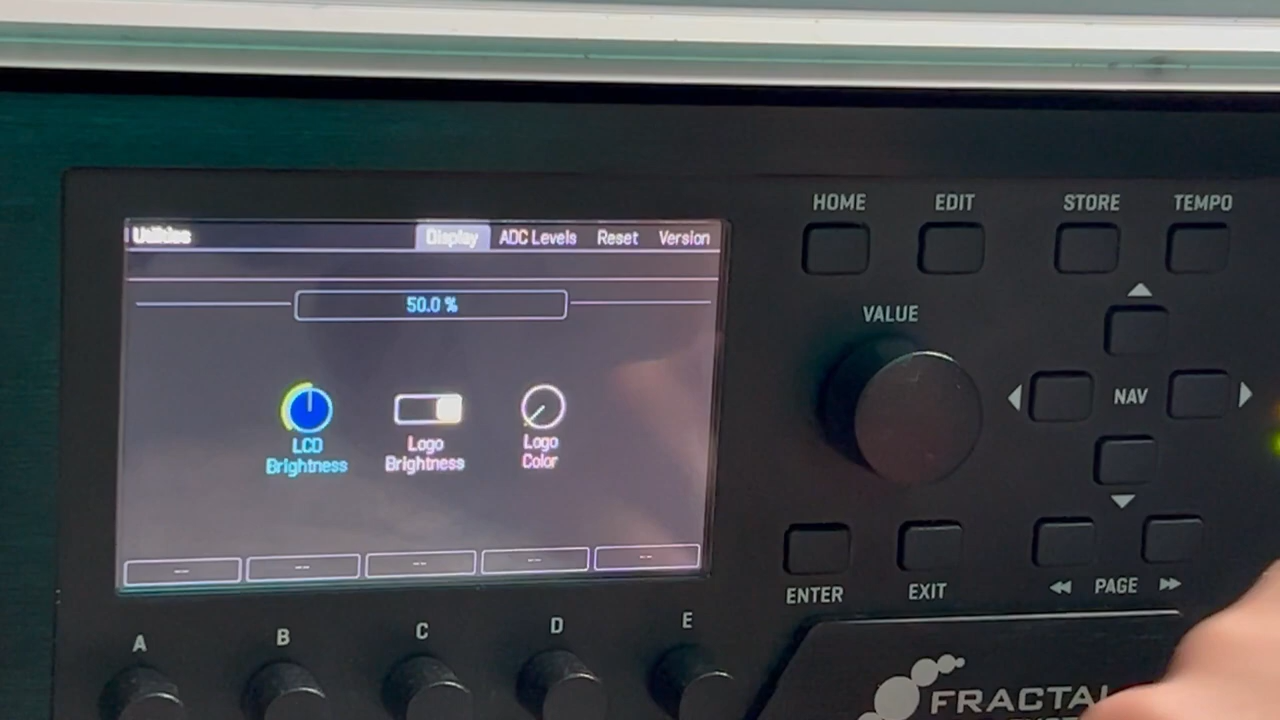 HOME EDIT STORE TEMPO
Utilities Display ADC Levels Reset Version
50.0 %
VALUE
NAV
LCD Brightness
Logo Brightness
Logo Color
-- -- -- -- --
ENTER EXIT PAGE
A B C D E
FRACTAL